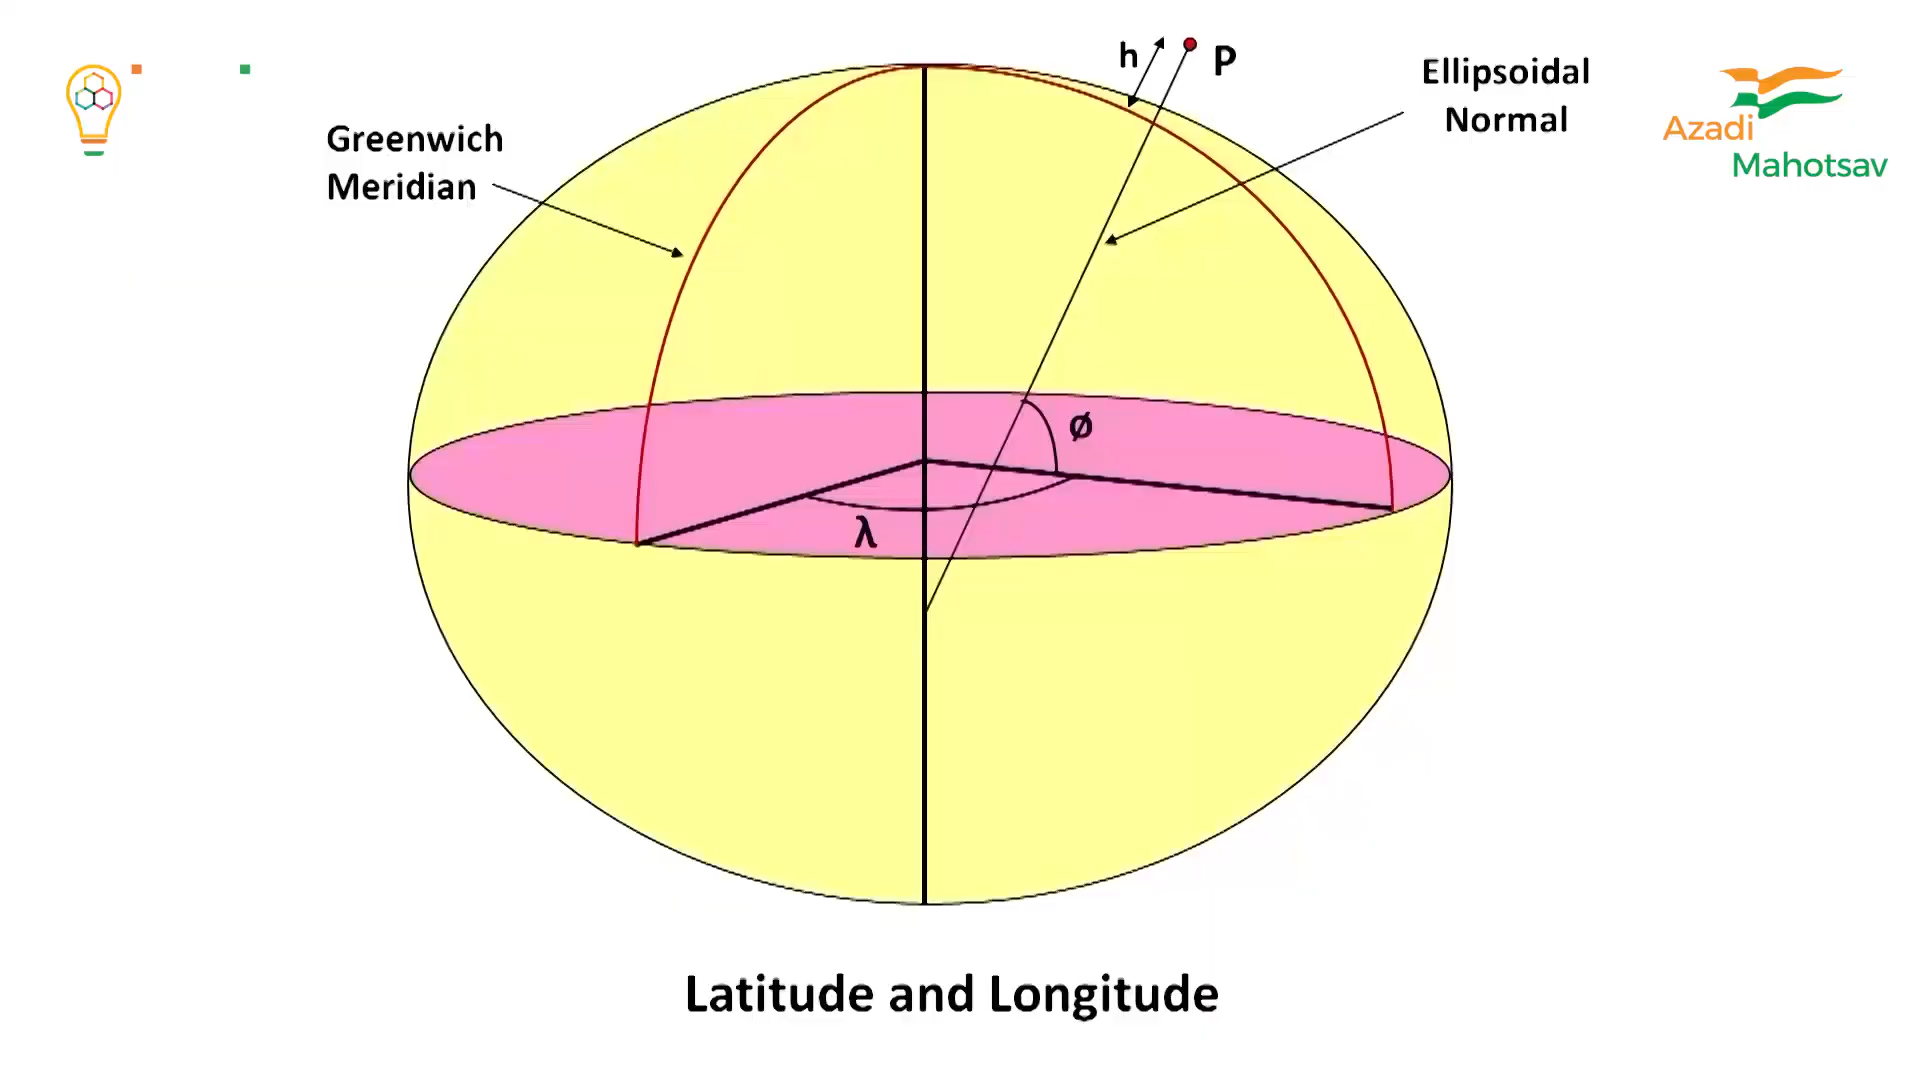 h
P
Ellipsoidal
Normal
Greenwich
Meridian
Azadi
Mahotsav
ø
λ
Latitude and Longitude